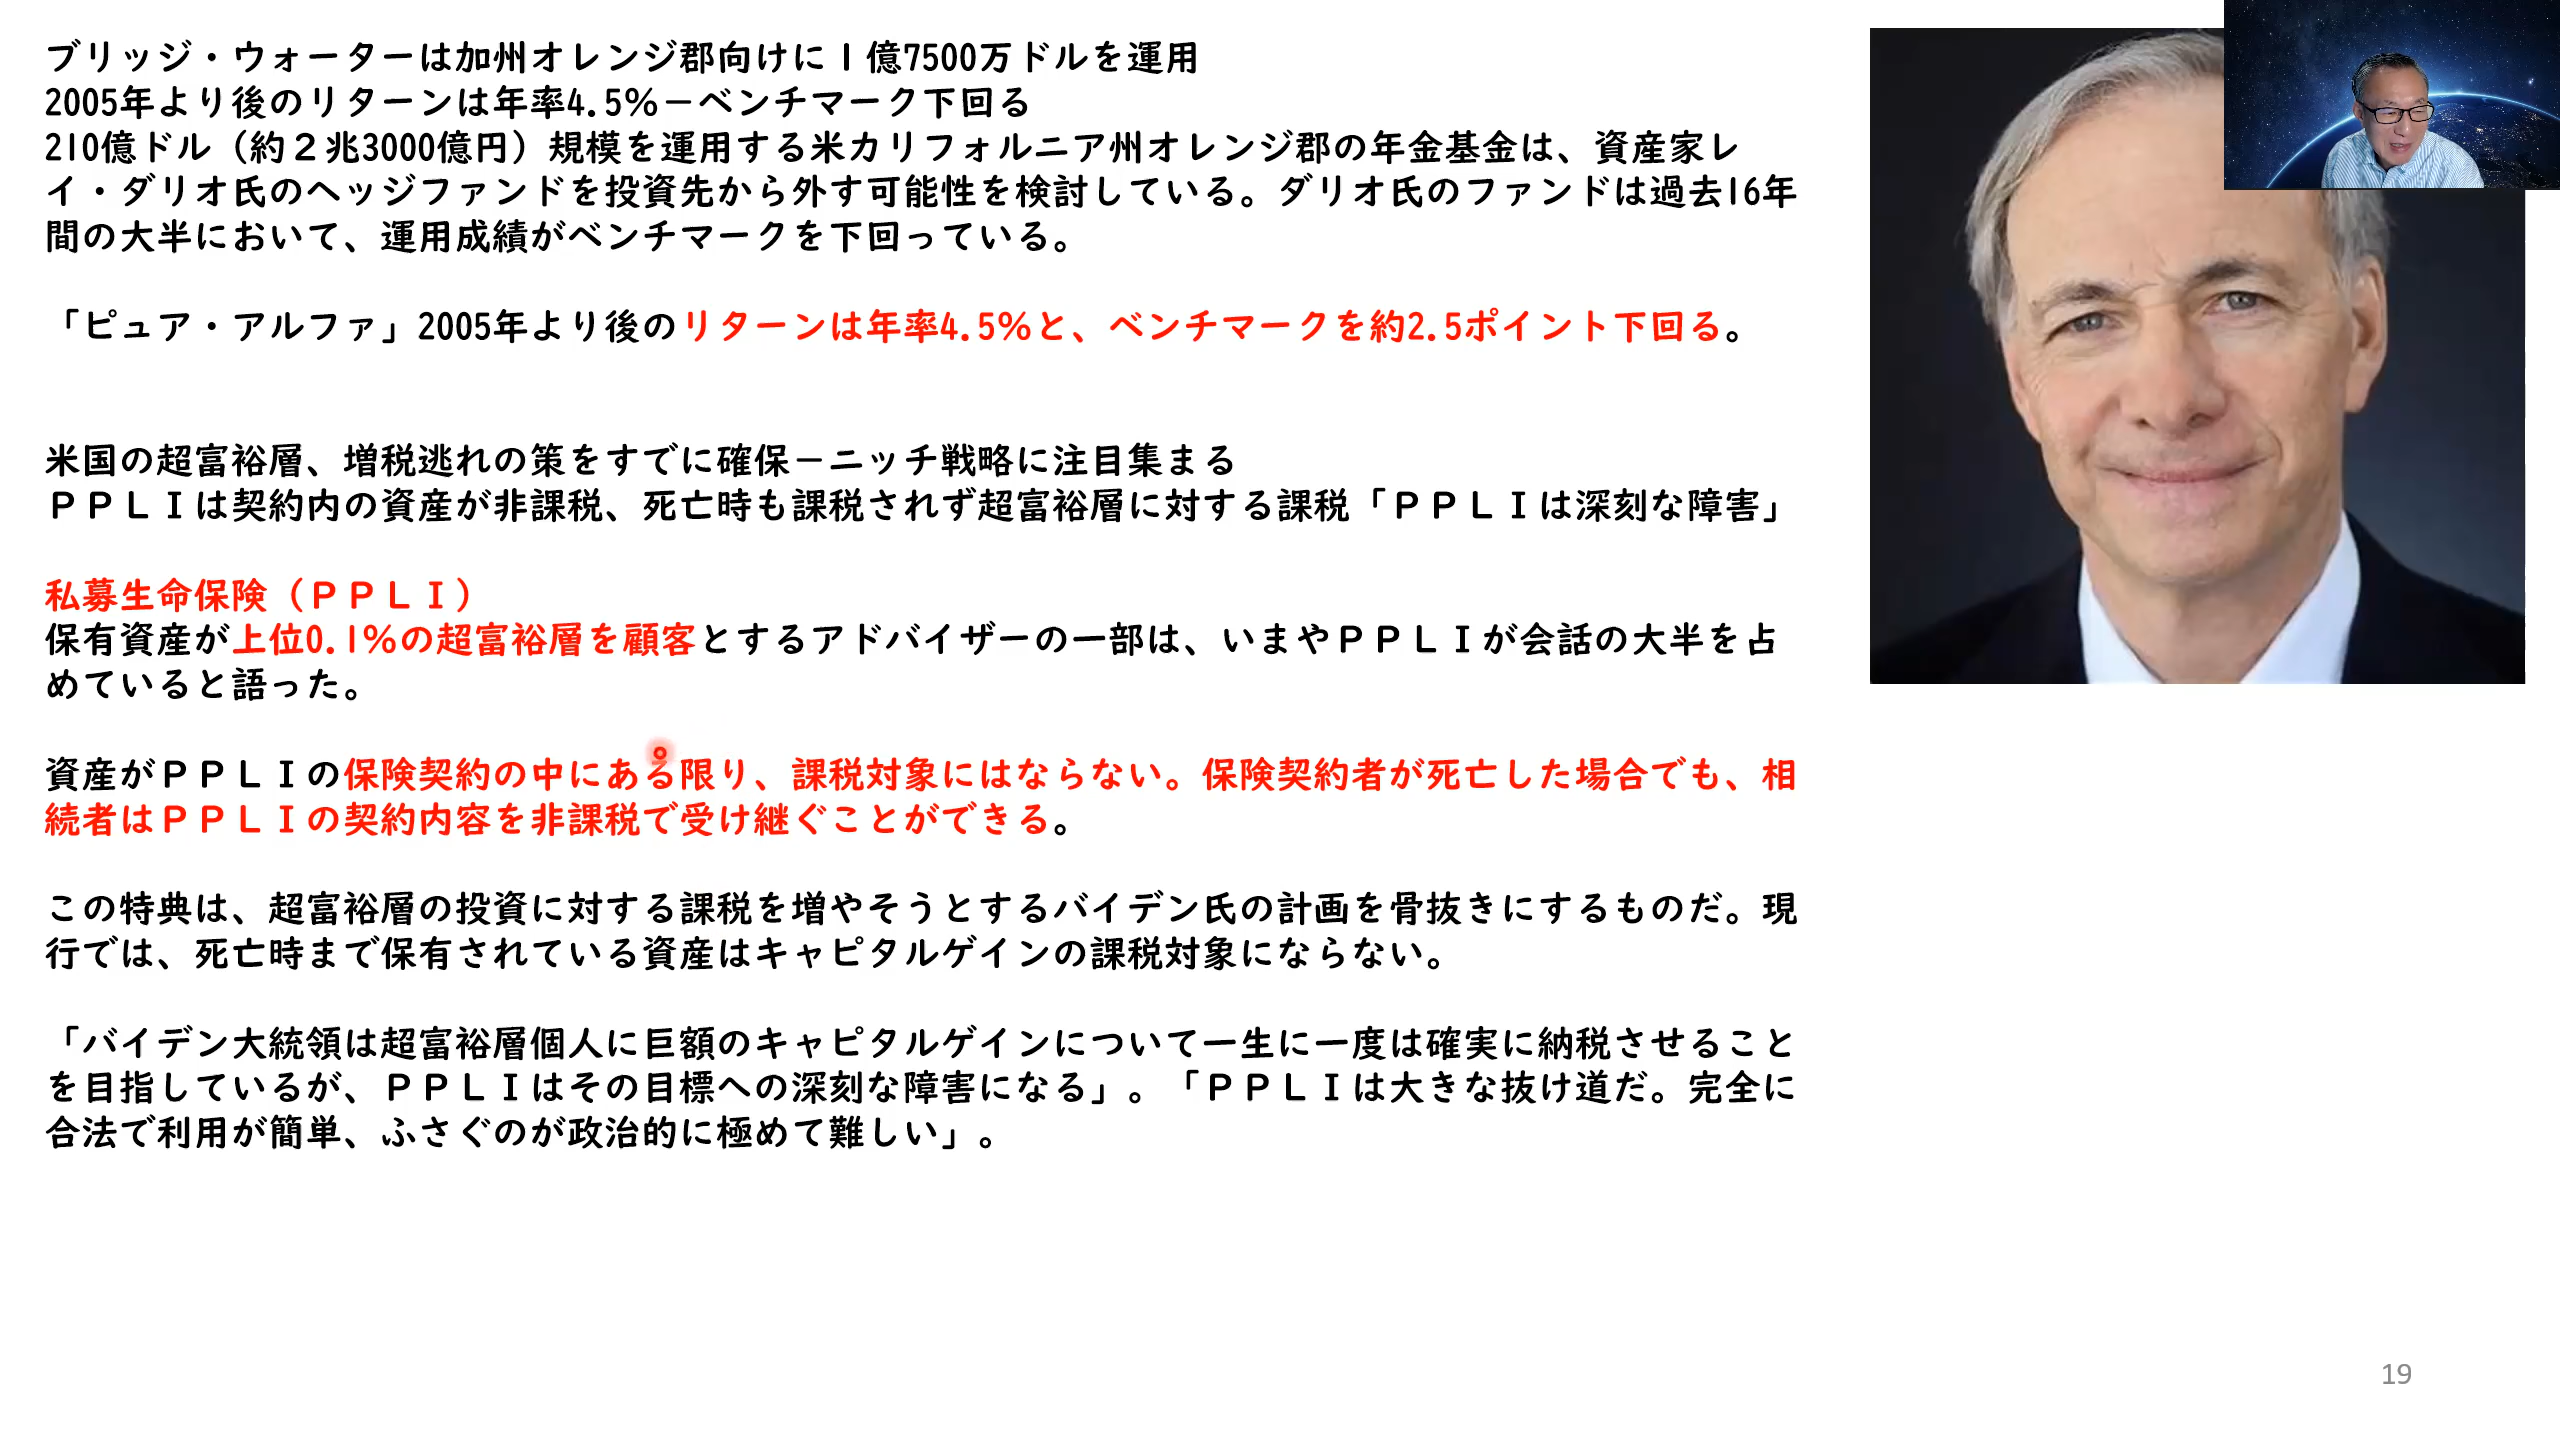 ブリッジ・ウォーターは加州オレンジ郡向けに1億7500万ドルを運用
2005年より後のリターンは年率4.5％－ベンチマーク下回る
210億ドル（約２兆3000億円）規模を運用する米カリフォルニア州オレンジ郡の年金基金は、資産家レ
イ・ダリオ氏のヘッジファンドを投資先から外す可能性を検討している。ダリオ氏のファンドは過去16年
間の大半において、運用成績がベンチマークを下回っている。
「ピュア・アルファ」2005年より後のリターンは年率4.5％と、ベンチマークを約2.5ポイント下回る。
米国の超富裕層、増税逃れの策をすでに確保－ニッチ戦略に注目集まる
ＰＰＬＩは契約内の資産が非課税、死亡時も課税されず超富裕層に対する課税「ＰＰＬＩは深刻な障害」
私募生命保険（ＰＰＬＩ）
保有資産が上位0.1％の超富裕層を顧客とするアドバイザーの一部は、いまやＰＰＬＩが会話の大半を占
めていると語った。
資産がＰＰＬＩの保険契約の中にある限り、課税対象にはならない。保険契約者が死亡した場合でも、相
続者はＰＰＬＩの契約内容を非課税で受け継ぐことができる。
この特典は、超富裕層の投資に対する課税を増やそうとするバイデン氏の計画を骨抜きにするものだ。現
行では、死亡時まで保有されている資産はキャピタルゲインの課税対象にならない。
「バイデン大統領は超富裕層個人に巨額のキャピタルゲインについて一生に一度は確実に納税させること
を目指しているが、ＰＰＬＩはその目標への深刻な障害になる」。「ＰＰＬＩは大きな抜け道だ。完全に
合法で利用が簡単、ふさぐのが政治的に極めて難しい」。
19